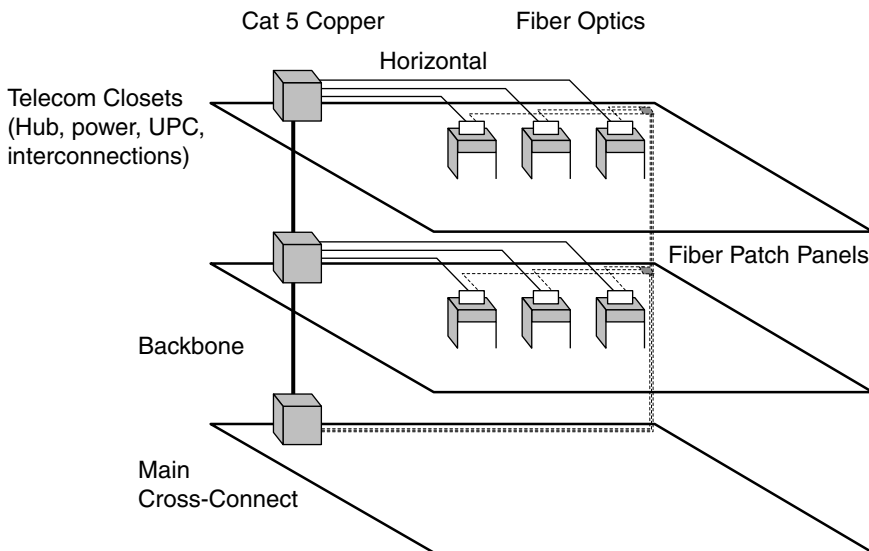 Cat 5 Copper
Fiber Optics
Horizontal
Telecom Closets
(Hub, power, UPC,
interconnections)
Fiber Patch Panels
Backbone
Main
Cross-Connect